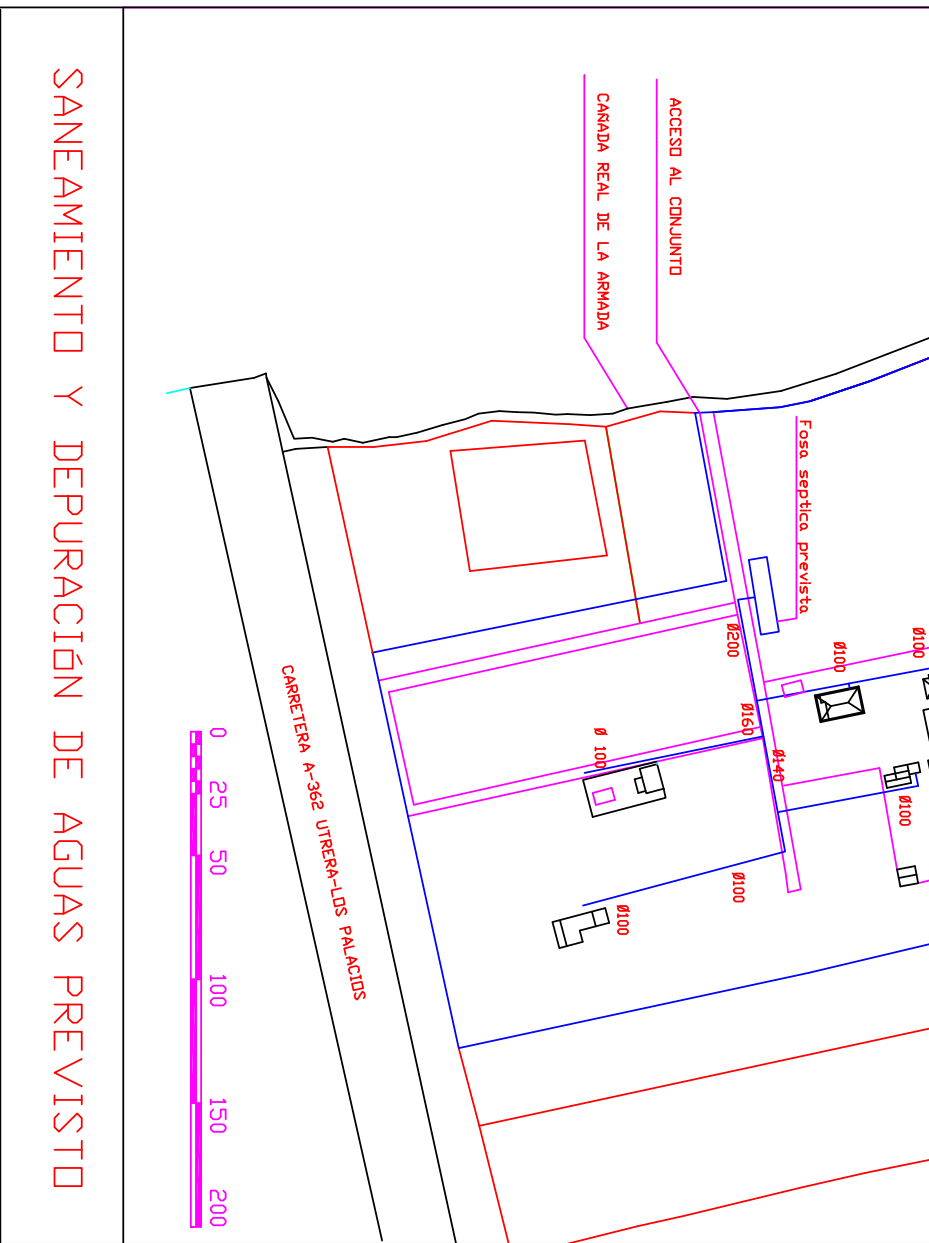 SANEAMIENTO Y DEPURACIÓN DE AGUAS PREVISTO
ACCESO AL CONJUNTO
CAÑADA REAL DE LA ARMADA
Fosa septica prevista
Ø100
Ø100
Ø200
Ø160
Ø140
Ø100
Ø 100
Ø100
Ø100
CARRETERA A-362 UTRERA-LOS PALACIOS
0 25 50 100 150 200